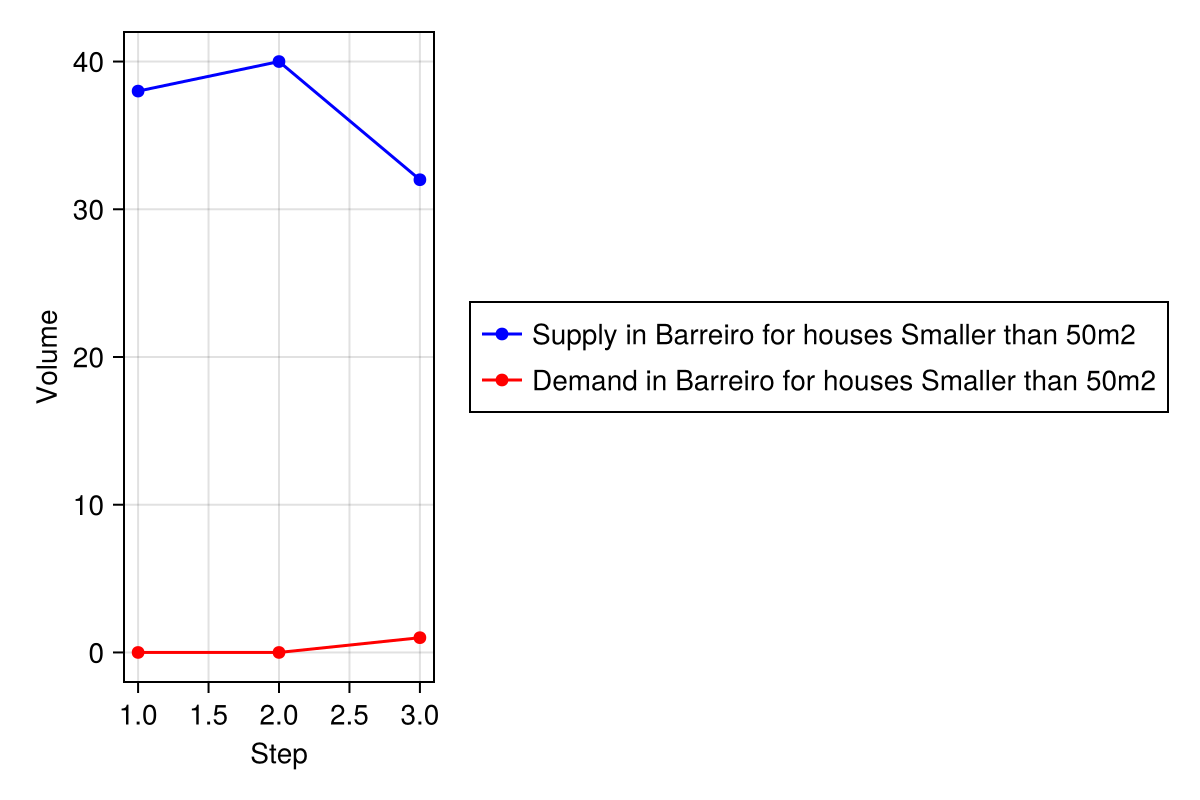 40
30
20
10
0
Volume
1.0 1.5 2.0 2.5 3.0
Step
Supply in Barreiro for houses Smaller than 50m2
Demand in Barreiro for houses Smaller than 50m2